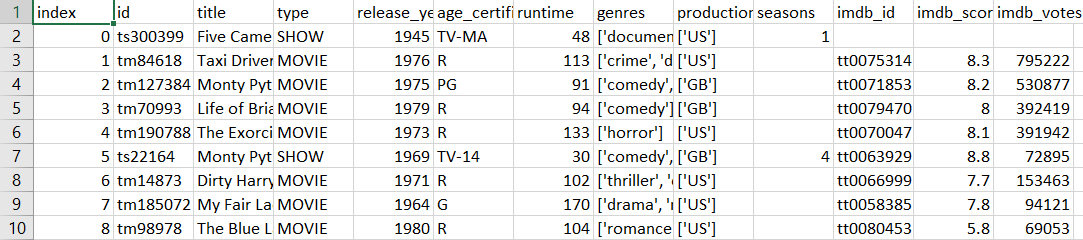 1 index id title type release_ye age_certifi runtime genres production seasons imdb_id imdb_scor imdb_votes
2 0 ts300399 Five Came SHOW 1945 TV-MA 48 ['documen ['US'] 1
3 1 tm84618 Taxi Driver MOVIE 1976 R 113 ['crime', 'd ['US'] tt0075314 8.3 795222
4 2 tm127384 Monty Pyt MOVIE 1975 PG 91 ['comedy', ['GB'] tt0071853 8.2 530877
5 3 tm70993 Life of Bria MOVIE 1979 R 94 ['comedy'] ['GB'] tt0079470 8 392419
6 4 tm190788 The Exorci MOVIE 1973 R 133 ['horror'] ['US'] tt0070047 8.1 391942
7 5 ts22164 Monty Pyt SHOW 1969 TV-14 30 ['comedy', ['GB'] 4 tt0063929 8.8 72895
8 6 tm14873 Dirty Harry MOVIE 1971 R 102 ['thriller', ' ['US'] tt0066999 7.7 153463
9 7 tm185072 My Fair La MOVIE 1964 G 170 ['drama', ' ['US'] tt0058385 7.8 94121
10 8 tm98978 The Blue L MOVIE 1980 R 104 ['romance ['US'] tt0080453 5.8 69053